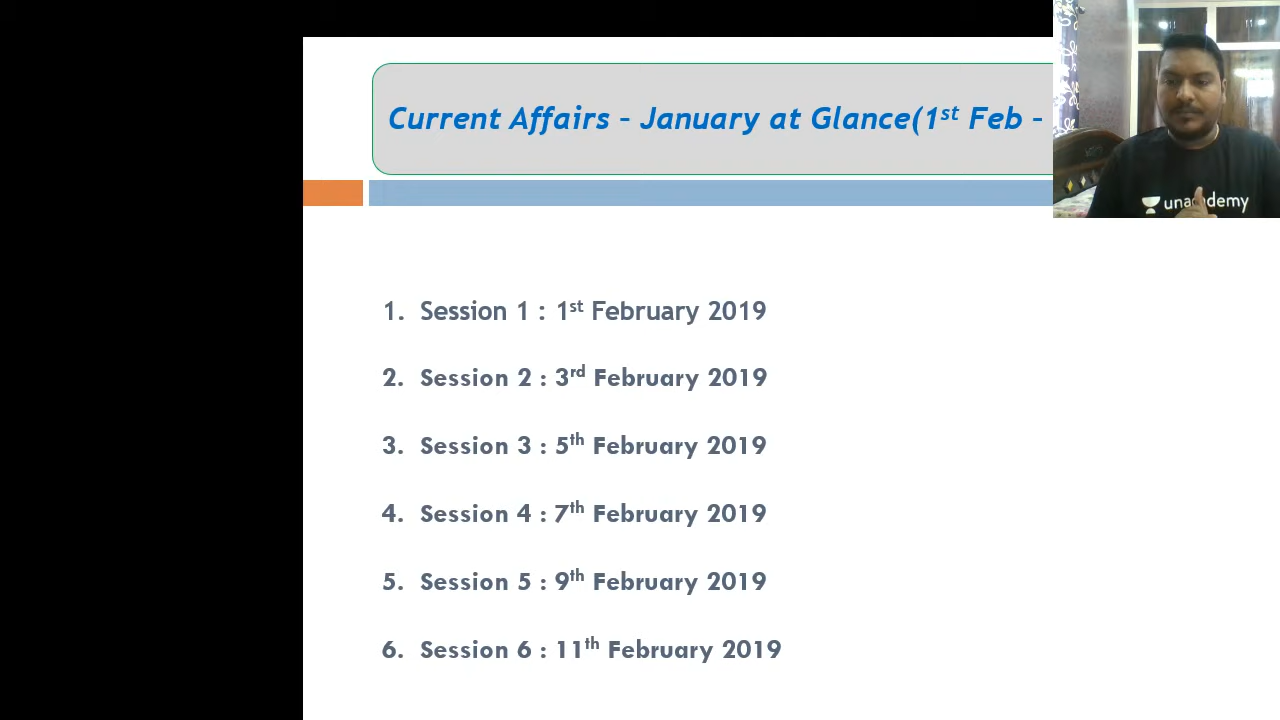 Current Affairs – January at Glance(1st Feb –
unacademy
1. Session 1 : 1st February 2019
2. Session 2 : 3rd February 2019
3. Session 3 : 5th February 2019
4. Session 4 : 7th February 2019
5. Session 5 : 9th February 2019
6. Session 6 : 11th February 2019